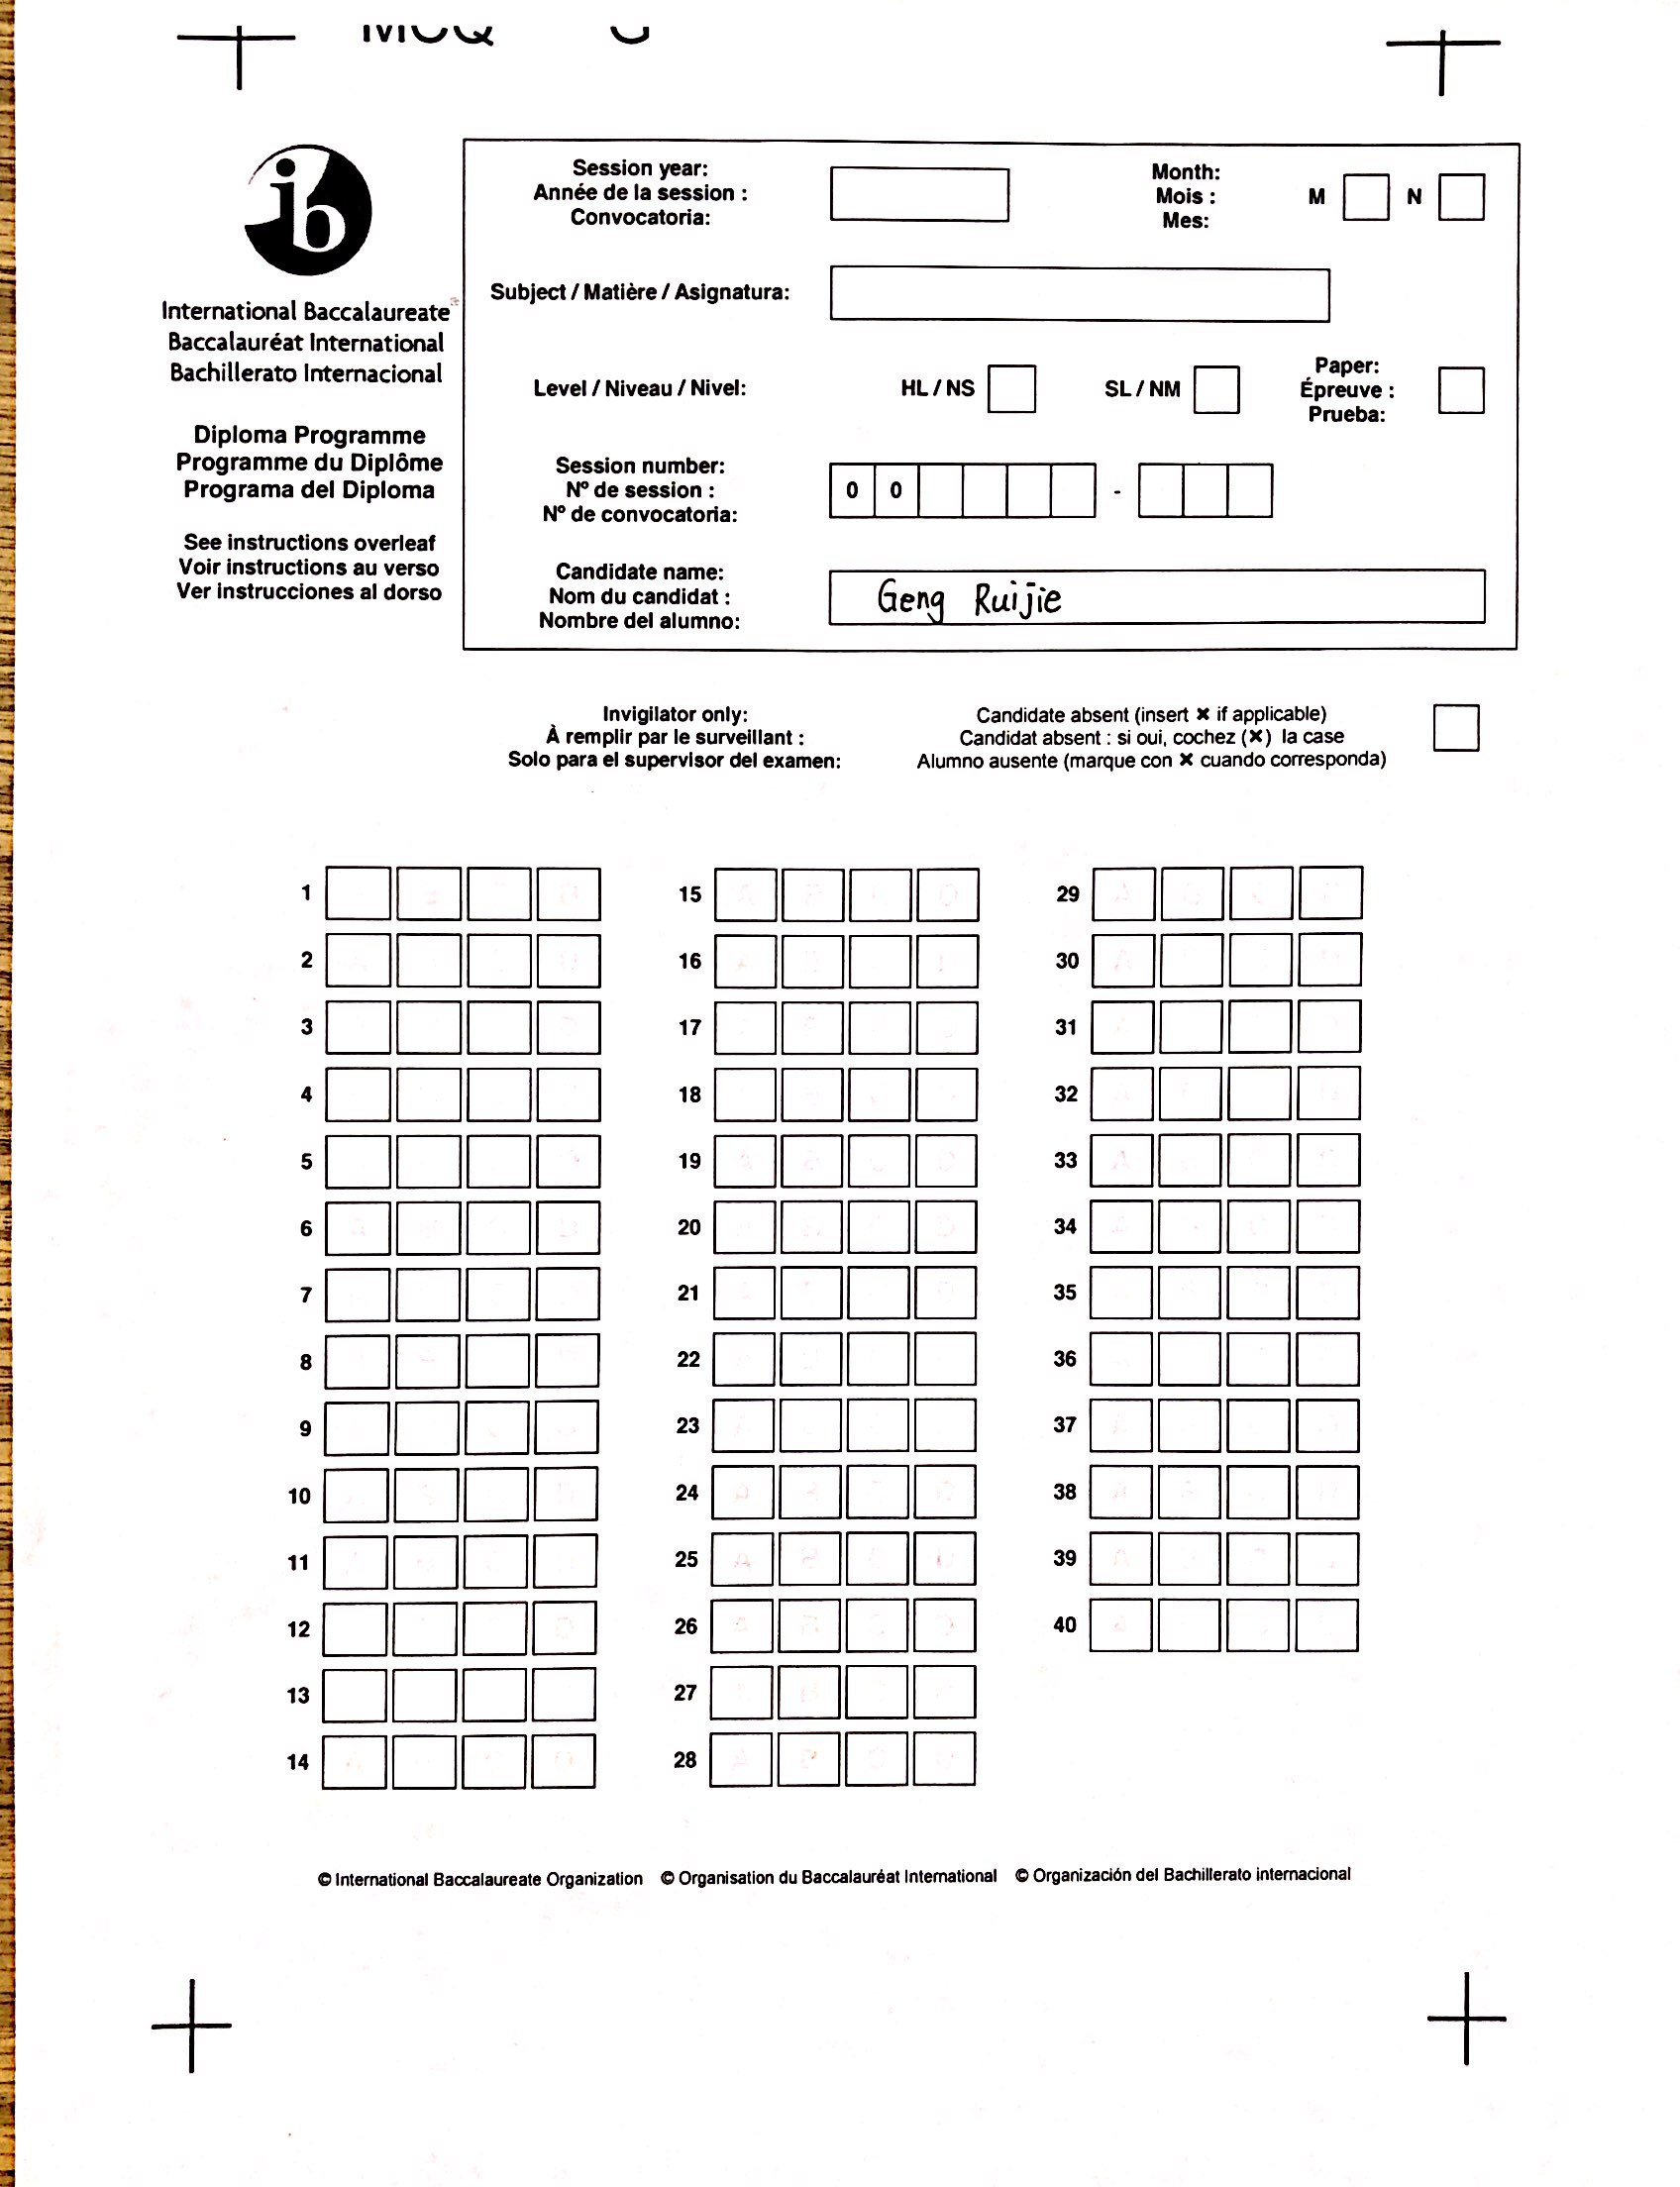 ib
International Baccalaureate
Baccalauréat International
Bachillerato Internacional
Diploma Programme
Programme du Diplôme
Programa del Diploma
See instructions overleaf
Voir instructions au verso
Ver instrucciones al dorso
Session year:
Année de la session :
Convocatoria:
Month:
Mois :
Mes:
M
N
Subject / Matière / Asignatura:
Level / Niveau / Nivel:
HL / NS
SL / NM
Paper:
Épreuve :
Prueba:
Session number:
Nº de session :
Nº de convocatoria:
0 0 -
Candidate name:
Nom du candidat :
Nombre del alumno:
Geng Ruijie
Invigilator only:
À remplir par le surveillant :
Solo para el supervisor del examen:
Candidate absent (insert ✖ if applicable)
Candidat absent : si oui, cochez (✖) la case
Alumno ausente (marque con ✖ cuando corresponda)
1
2
3
4
5
6
7
8
9
10
11
12
13
14
15
16
17
18
19
20
21
22
23
24
25
26
27
28
29
30
31
32
33
34
35
36
37
38
39
40
© International Baccalaureate Organization © Organisation du Baccalauréat International © Organización del Bachillerato internacional